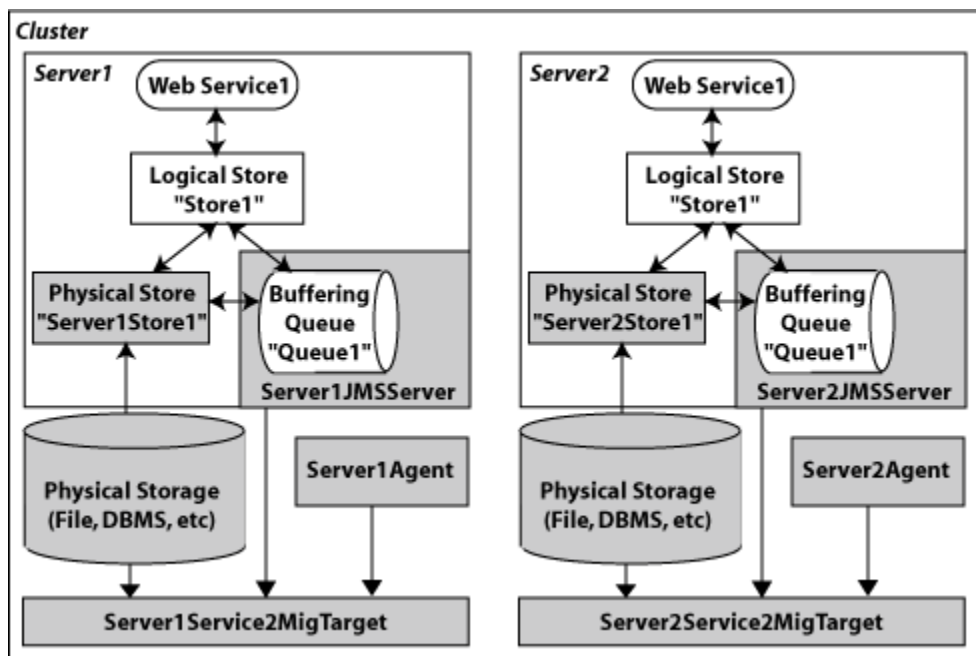 Cluster
Server1
Web Service1
Logical Store
"Store1"
Physical Store
"Server1Store1"
Buffering
Queue
"Queue1"
Server1JMSServer
Physical Storage
(File, DBMS, etc)
Server1Agent
Server1Service2MigTarget
Server2
Web Service1
Logical Store
"Store1"
Physical Store
"Server2Store1"
Buffering
Queue
"Queue1"
Server2JMSServer
Physical Storage
(File, DBMS, etc)
Server2Agent
Server2Service2MigTarget